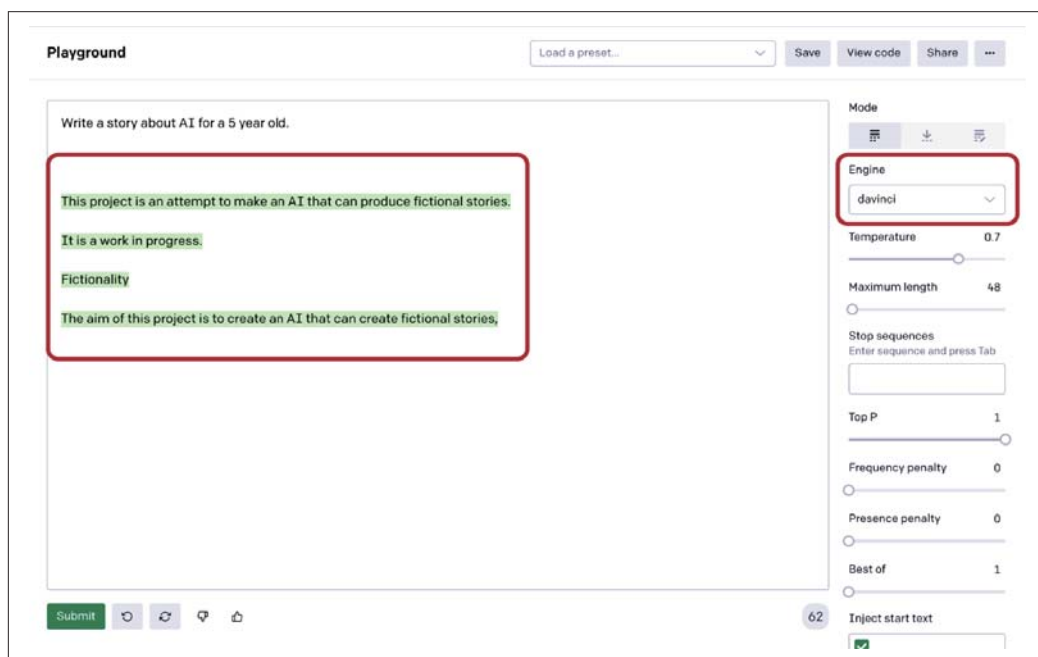 Playground
Load a preset...
Save
View code
Share
...
Write a story about AI for a 5 year old.
This project is an attempt to make an AI that can produce fictional stories.
It is a work in progress.
Fictionality
The aim of this project is to create an AI that can create fictional stories,
Mode
Engine
davinci
Temperature 0.7
Maximum length 48
Stop sequences
Enter sequence and press Tab
Top P 1
Frequency penalty 0
Presence penalty 0
Best of 1
Inject start text
Submit
62